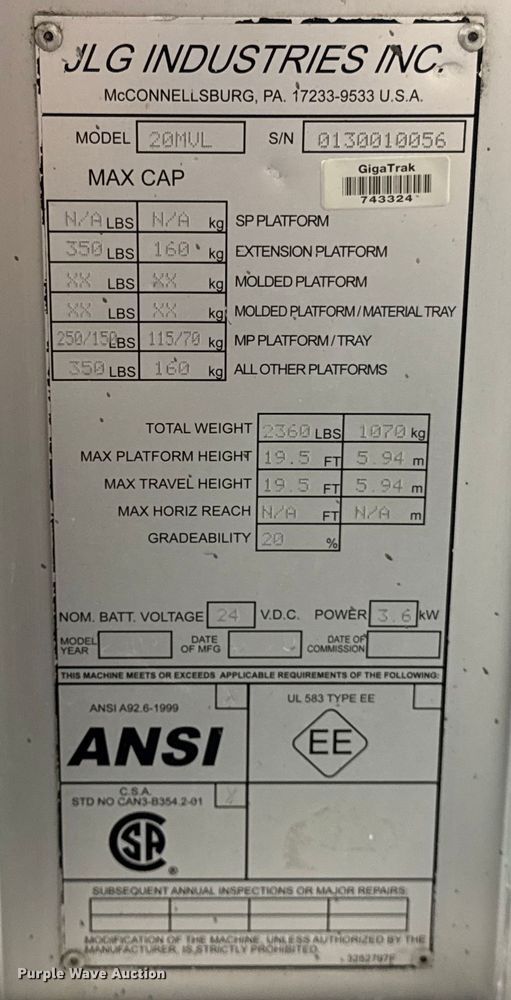 JLG INDUSTRIES INC.
McCONNELLSBURG, PA. 17233-9533 U.S.A.
MODEL 20MVL S/N 0130010056
GigaTrak
743324
MAX CAP
N/A LBS N/A kg SP PLATFORM
350 LBS 160 kg EXTENSION PLATFORM
XX LBS XX kg MOLDED PLATFORM
XX LBS XX kg MOLDED PLATFORM / MATERIAL TRAY
250/150 LBS 115/70 kg MP PLATFORM / TRAY
350 LBS 160 kg ALL OTHER PLATFORMS
TOTAL WEIGHT 2360 LBS 1070 kg
MAX PLATFORM HEIGHT 19.5 FT 5.94 m
MAX TRAVEL HEIGHT 19.5 FT 5.94 m
MAX HORIZ REACH N/A FT N/A m
GRADEABILITY 20 %
NOM. BATT. VOLTAGE 24 V.D.C. POWER 3.6 kW
MODEL YEAR DATE OF MFG DATE OF COMMISSION
THIS MACHINE MEETS OR EXCEEDS APPLICABLE REQUIREMENTS OF THE FOLLOWING:
ANSI A92.6-1999 X UL 583 TYPE EE
ANSI EE
C.S.A. X
STD NO CAN3-B354.2-01
SA ®
SUBSEQUENT ANNUAL INSPECTIONS OR MAJOR REPAIRS:
MODIFICATION OF THE MACHINE, UNLESS AUTHORIZED BY THE
MANUFACTURER, IS STRICTLY PROHIBITED.
Purple Wave Auction